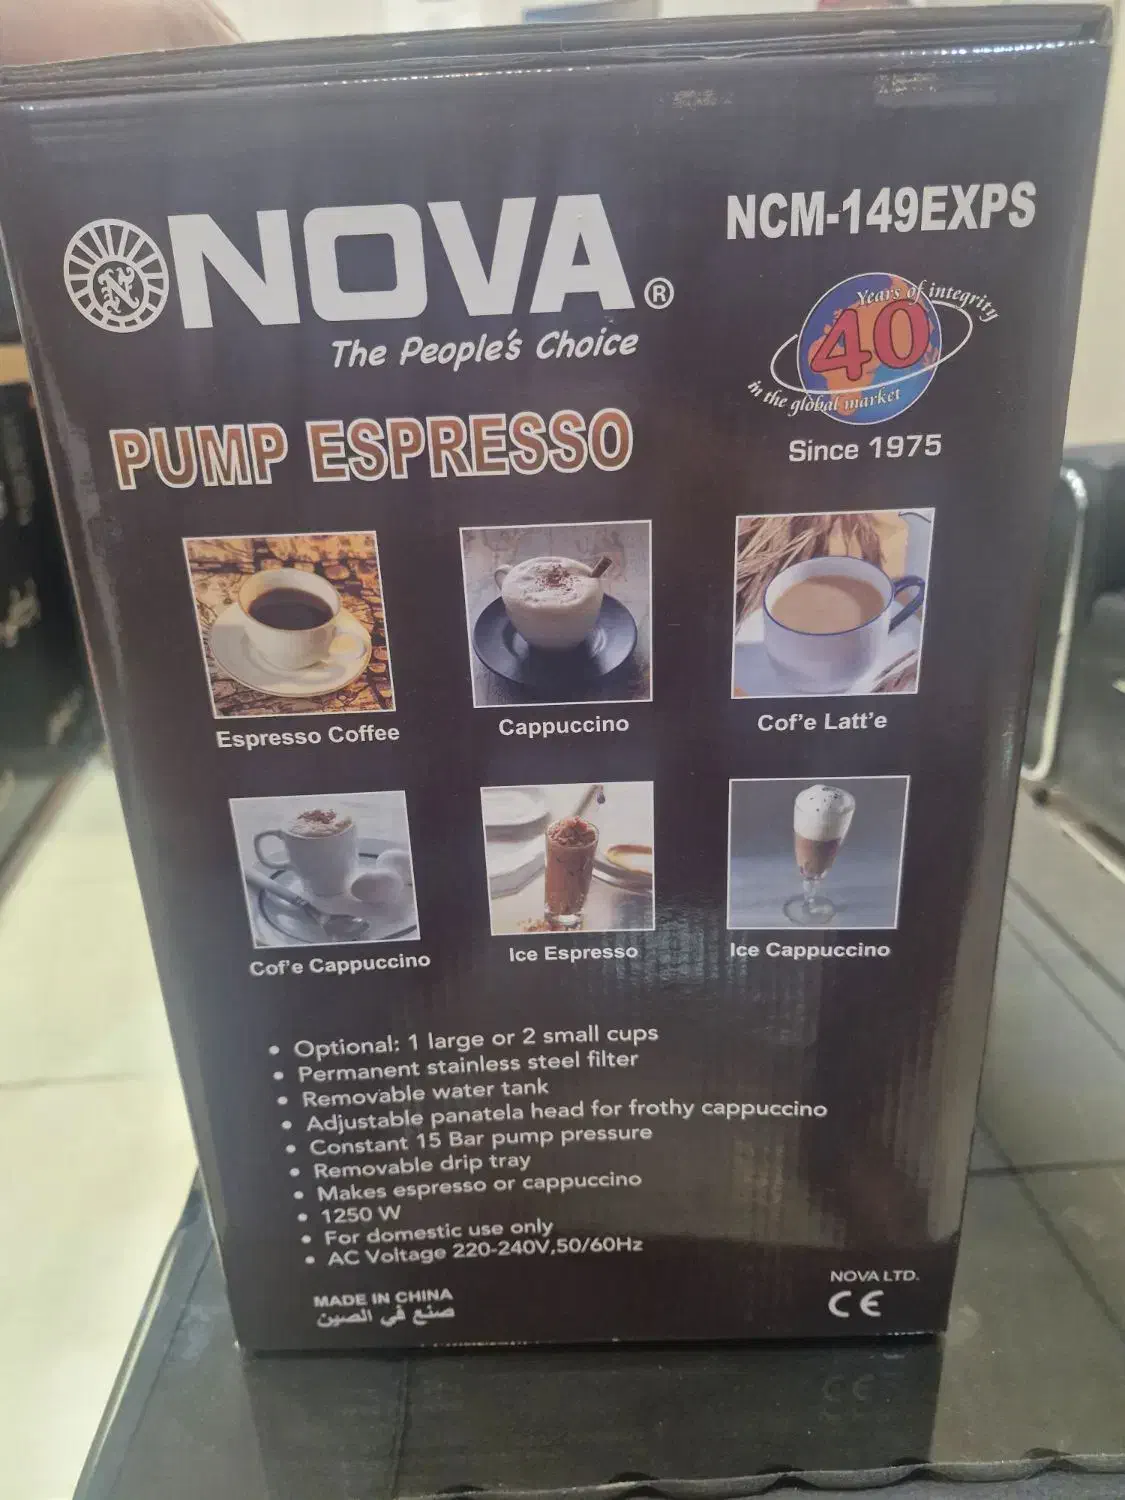 NOVA®
NCM-149EXPS
The People's Choice
Years of integrity
40
in the global market
Since 1975
PUMP ESPRESSO
Espresso Coffee
Cappuccino
Cof'e Latt'e
Cof'e Cappuccino
Ice Espresso
Ice Cappuccino
• Optional: 1 large or 2 small cups
• Permanent stainless steel filter
• Removable water tank
• Adjustable panatela head for frothy cappuccino
• Constant 15 Bar pump pressure
• Removable drip tray
• Makes espresso or cappuccino
• 1250 W
• For domestic use only
• AC Voltage 220-240V,50/60Hz
MADE IN CHINA
صنع في الصين
NOVA LTD.
CE